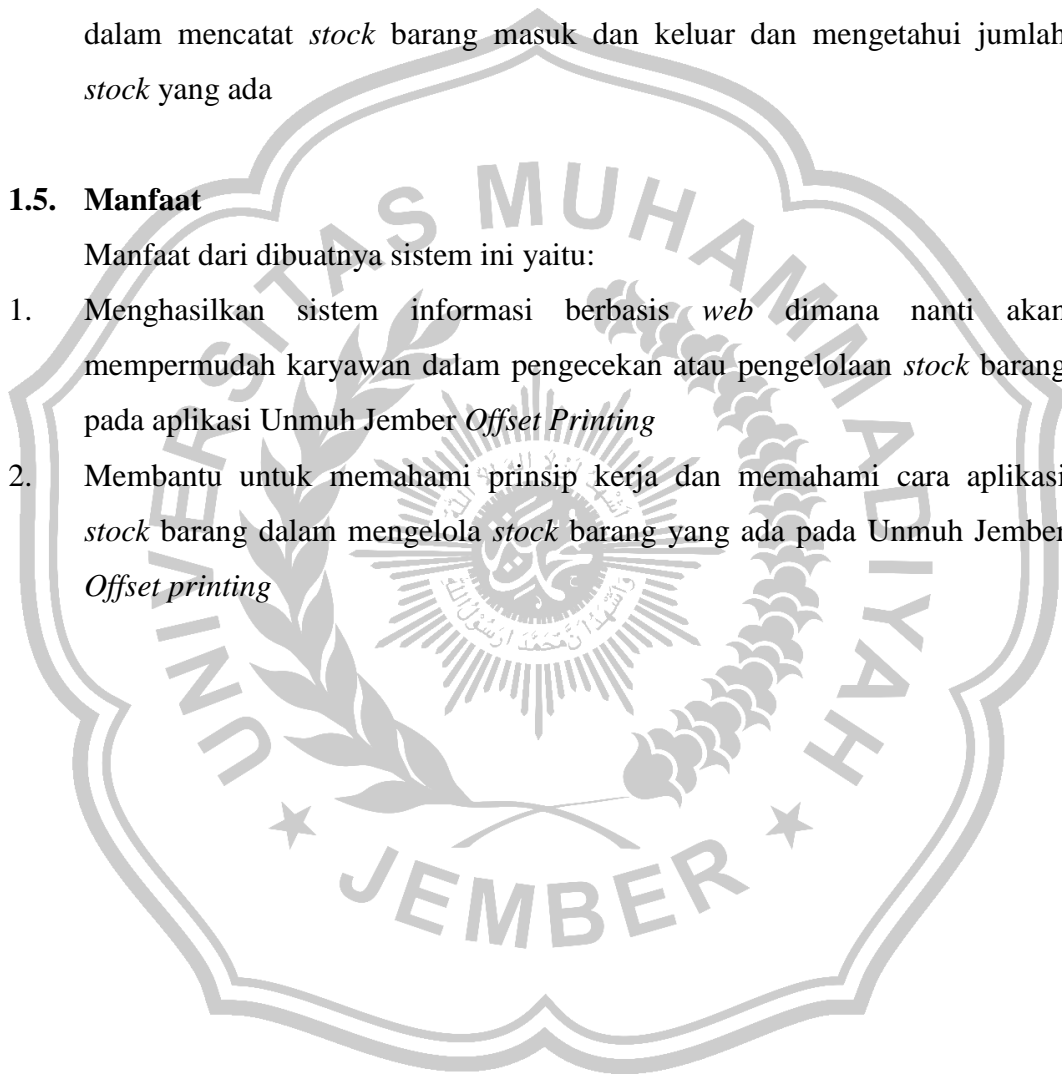 dalam mencatat stock barang masuk dan keluar dan mengetahui jumlah
stock yang ada
1.5. Manfaat
Manfaat dari dibuatnya sistem ini yaitu:
1. Menghasilkan sistem informasi berbasis web dimana nanti akan
mempermudah karyawan dalam pengecekan atau pengelolaan stock barang
pada aplikasi Unmuh Jember Offset Printing
2. Membantu untuk memahami prinsip kerja dan memahami cara aplikasi
stock barang dalam mengelola stock barang yang ada pada Unmuh Jember
Offset printing
UNIVERSITAS MUHAMMADIYAH
JEMBER